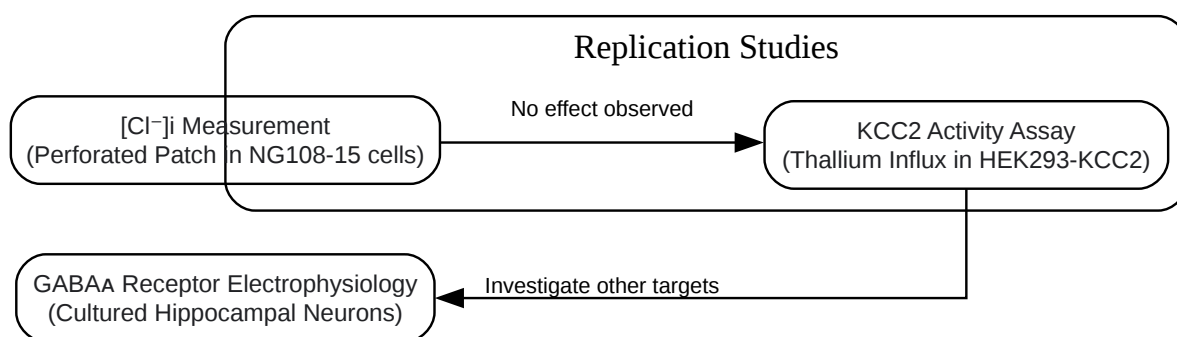 Replication Studies
[Cl⁻]i Measurement
(Perforated Patch in NG108-15 cells)
No effect observed
KCC2 Activity Assay
(Thallium Influx in HEK293-KCC2)
GABAᴀ Receptor Electrophysiology
(Cultured Hippocampal Neurons)
Investigate other targets